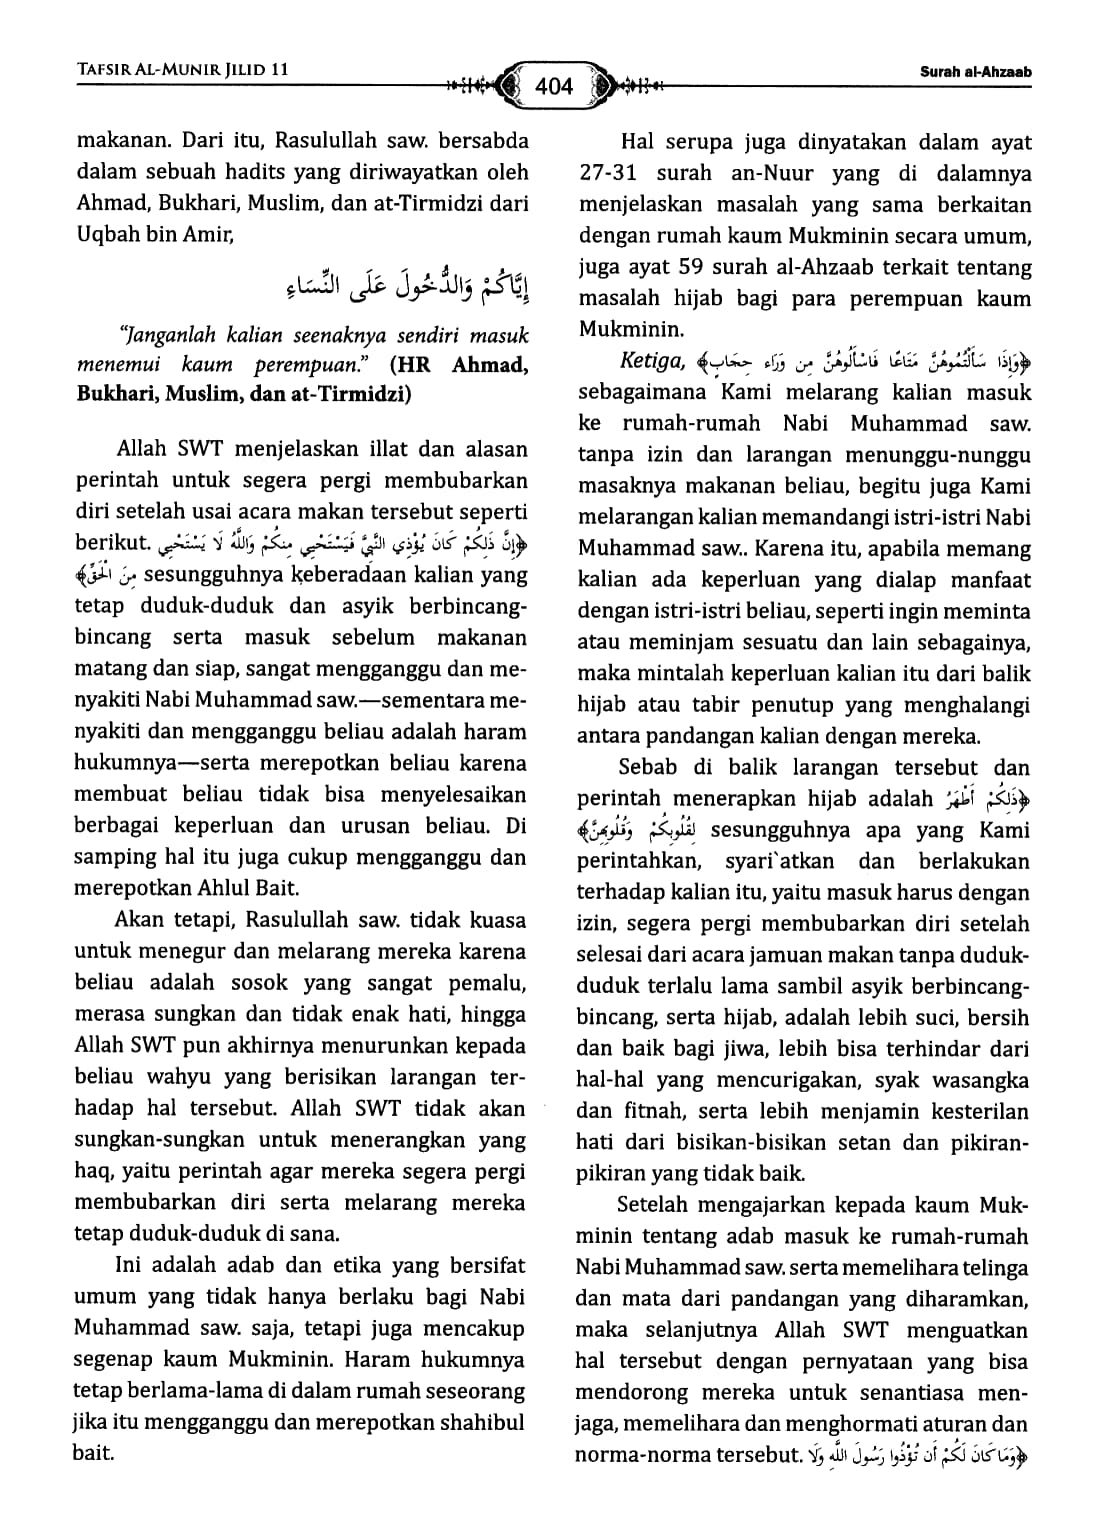 TAFSIR AL-MUNIR JILID 11
404
Surah al-Ahzaab
makanan. Dari itu, Rasulullah saw. bersabda
dalam sebuah hadits yang diriwayatkan oleh
Ahmad, Bukhari, Muslim, dan at-Tirmidzi dari
Uqbah bin Amir,
إِيَّاكُمْ وَالدُّخُولَ عَلَى النِّسَاءِ
“Janganlah kalian seenaknya sendiri masuk
menemui kaum perempuan.” (HR Ahmad,
Bukhari, Muslim, dan at-Tirmidzi)
Allah SWT menjelaskan illat dan alasan
perintah untuk segera pergi membubarkan
diri setelah usai acara makan tersebut seperti
berikut. ﴿إِنَّ ذَلِكُمْ كَانَ يُؤْذِي النَّبِيَّ فَيَسْتَحْيِي مِنكُمْ وَاللَّهُ لَا يَسْتَحْيِي
مِنَ الْحَقِّ﴾ sesungguhnya keberadaan kalian yang
tetap duduk-duduk dan asyik berbincang-
bincang serta masuk sebelum makanan
matang dan siap, sangat mengganggu dan me-
nyakiti Nabi Muhammad saw.—sementara me-
nyakiti dan mengganggu beliau adalah haram
hukumnya—serta merepotkan beliau karena
membuat beliau tidak bisa menyelesaikan
berbagai keperluan dan urusan beliau. Di
samping hal itu juga cukup mengganggu dan
merepotkan Ahlul Bait.
Akan tetapi, Rasulullah saw. tidak kuasa
untuk menegur dan melarang mereka karena
beliau adalah sosok yang sangat pemalu,
merasa sungkan dan tidak enak hati, hingga
Allah SWT pun akhirnya menurunkan kepada
beliau wahyu yang berisikan larangan ter-
hadap hal tersebut. Allah SWT tidak akan
sungkan-sungkan untuk menerangkan yang
haq, yaitu perintah agar mereka segera pergi
membubarkan diri serta melarang mereka
tetap duduk-duduk di sana.
Ini adalah adab dan etika yang bersifat
umum yang tidak hanya berlaku bagi Nabi
Muhammad saw. saja, tetapi juga mencakup
segenap kaum Mukminin. Haram hukumnya
tetap berlama-lama di dalam rumah seseorang
jika itu mengganggu dan merepotkan shahibul
bait.
Hal serupa juga dinyatakan dalam ayat
27-31 surah an-Nuur yang di dalamnya
menjelaskan masalah yang sama berkaitan
dengan rumah kaum Mukminin secara umum,
juga ayat 59 surah al-Ahzaab terkait tentang
masalah hijab bagi para perempuan kaum
Mukminin.
Ketiga, ﴿وَإِذَا سَأَلْتُمُوهُنَّ مَتَاعًا فَاسْأَلُوهُنَّ مِن وَرَاءِ حِجَابٍ﴾
sebagaimana Kami melarang kalian masuk
ke rumah-rumah Nabi Muhammad saw.
tanpa izin dan larangan menunggu-nunggu
masaknya makanan beliau, begitu juga Kami
melarangan kalian memandangi istri-istri Nabi
Muhammad saw.. Karena itu, apabila memang
kalian ada keperluan yang dialap manfaat
dengan istri-istri beliau, seperti ingin meminta
atau meminjam sesuatu dan lain sebagainya,
maka mintalah keperluan kalian itu dari balik
hijab atau tabir penutup yang menghalangi
antara pandangan kalian dengan mereka.
Sebab di balik larangan tersebut dan
perintah menerapkan hijab adalah ﴿ذَلِكُمْ أَطْهَرُ
لِقُلُوبِكُمْ وَقُلُوبِهِنَّ﴾ sesungguhnya apa yang Kami
perintahkan, syari`atkan dan berlakukan
terhadap kalian itu, yaitu masuk harus dengan
izin, segera pergi membubarkan diri setelah
selesai dari acara jamuan makan tanpa duduk-
duduk terlalu lama sambil asyik berbincang-
bincang, serta hijab, adalah lebih suci, bersih
dan baik bagi jiwa, lebih bisa terhindar dari
hal-hal yang mencurigakan, syak wasangka
dan fitnah, serta lebih menjamin kesterilan
hati dari bisikan-bisikan setan dan pikiran-
pikiran yang tidak baik.
Setelah mengajarkan kepada kaum Muk-
minin tentang adab masuk ke rumah-rumah
Nabi Muhammad saw. serta memelihara telinga
dan mata dari pandangan yang diharamkan,
maka selanjutnya Allah SWT menguatkan
hal tersebut dengan pernyataan yang bisa
mendorong mereka untuk senantiasa men-
jaga, memelihara dan menghormati aturan dan
norma-norma tersebut. ﴿وَمَا كَانَ لَكُمْ أَن تُؤْذُوا رَسُولَ اللَّهِ وَلَا